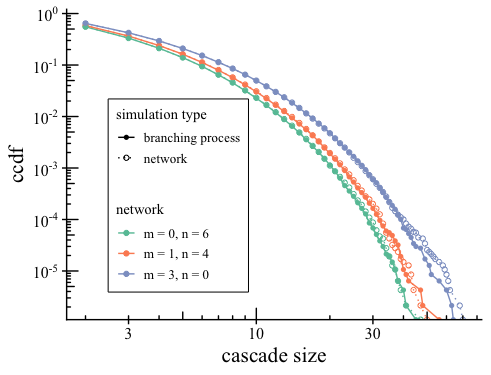 ccdf
10⁰
10⁻¹
10⁻²
10⁻³
10⁻⁴
10⁻⁵
simulation type
branching process
network
network
m = 0, n = 6
m = 1, n = 4
m = 3, n = 0
3
10
30
cascade size